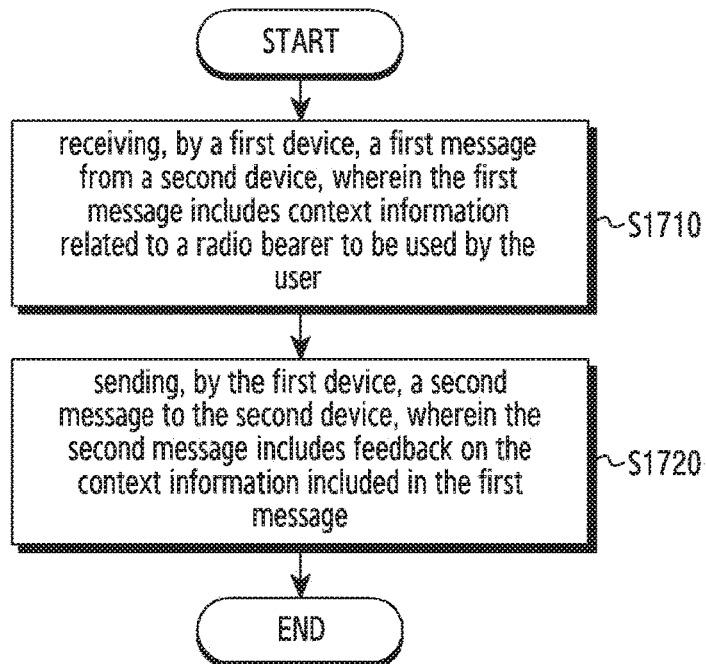 START
receiving, by a first device, a first message
from a second device, wherein the first
message includes context information
related to a radio bearer to be used by the
user
S1710
sending, by the first device, a second
message to the second device, wherein the
second message includes feedback on the
context information included in the first
message
S1720
END